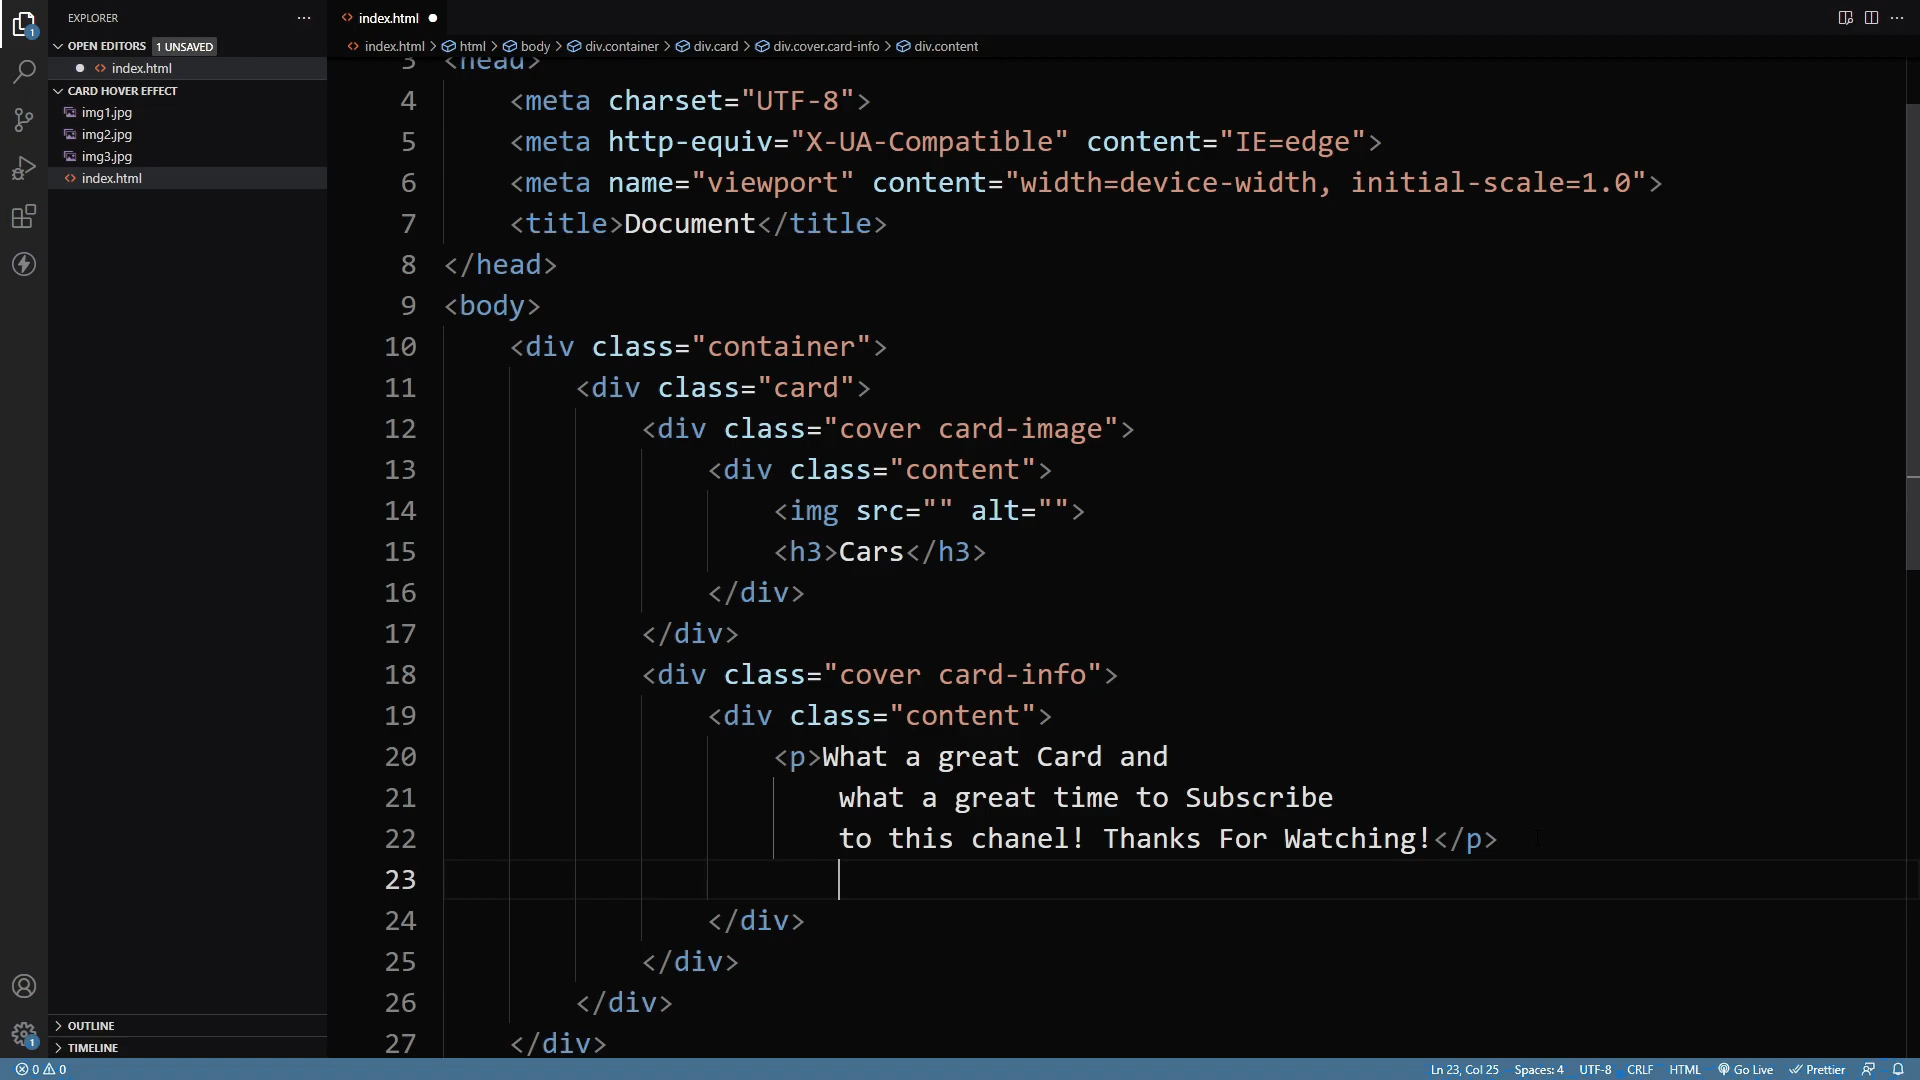 EXPLORER
index.html
index.html > html > body > div.container > div.card > div.cover.card-info > div.content
OPEN EDITORS 1 UNSAVED
index.html
CARD HOVER EFFECT
img1.jpg
img2.jpg
img3.jpg
index.html
OUTLINE
TIMELINE
3 <head>
4 <meta charset="UTF-8">
5 <meta http-equiv="X-UA-Compatible" content="IE=edge">
6 <meta name="viewport" content="width=device-width, initial-scale=1.0">
7 <title>Document</title>
8 </head>
9 <body>
10 <div class="container">
11 <div class="card">
12 <div class="cover card-image">
13 <div class="content">
14 <img src="" alt="">
15 <h3>Cars</h3>
16 </div>
17 </div>
18 <div class="cover card-info">
19 <div class="content">
20 <p>What a great Card and
21 what a great time to Subscribe
22 to this chanel! Thanks For Watching!</p>
23
24 </div>
25 </div>
26 </div>
27 </div>
1
1
0 0 Ln 23, Col 25 Spaces: 4 UTF-8 CRLF HTML Go Live Prettier